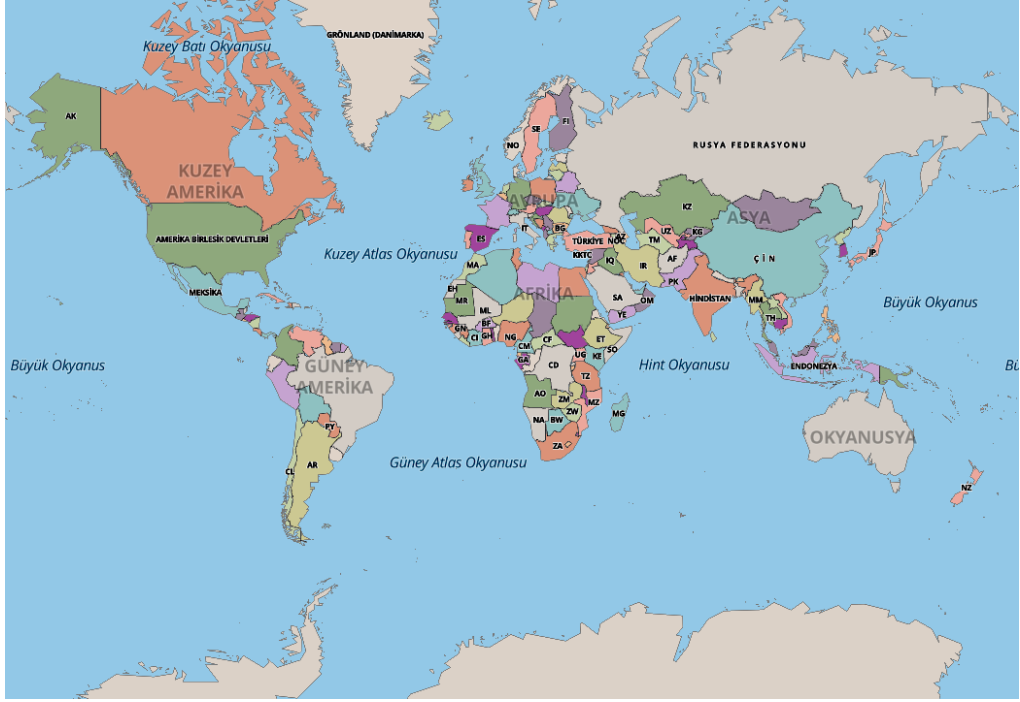 GRÖNLAND (DANİMARKA)
Kuzey Batı Okyanusu
AK
KUZEY
AMERİKA
AMERİKA BİRLEŞİK DEVLETLERİ
MEKSİKA
Büyük Okyanus
GÜNEY
AMERİKA
PY
AR
CL
Kuzey Atlas Okyanusu
Güney Atlas Okyanusu
NO
SE
FI
RUSYA FEDERASYONU
AVRUPA
ES
IT
BG
TÜRKİYE
NOC
AZ
KKTC
KZ
ASYA
UZ
KG
TM
ÇİN
JP
IQ
IR
AF
PK
HİNDİSTAN
SA
OM
YE
MM
TH
Büyük Okyanus
MA
EH
MR
ML
AFRİKA
BF
GN
CI
GH
NG
CM
CF
ET
SO
GA
CD
UG
KE
TZ
AO
ZM
MZ
ZW
NA
BW
MG
ZA
Hint Okyanusu
ENDONEZYA
OKYANUSYA
NZ
Bü